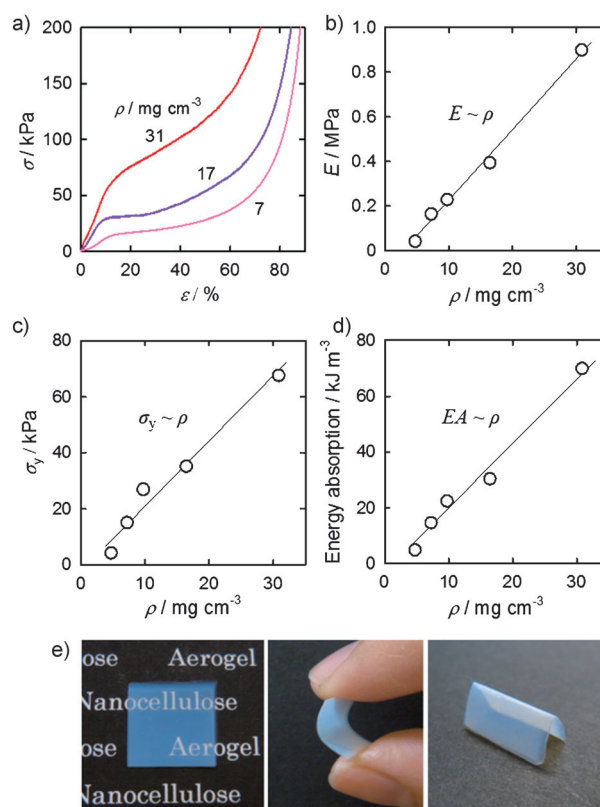 a)
200
150
100
50
0
σ / kPa
ρ / mg cm⁻³
31
17
7
0 20 40 60 80
ε / %
b)
1.0
0.8
0.6
0.4
0.2
0
E / MPa
E ~ ρ
0 10 20 30
ρ / mg cm⁻³
c)
80
60
40
20
0
σy / kPa
σy ~ ρ
0 10 20 30
ρ / mg cm⁻³
d)
80
60
40
20
0
Energy absorption / kJ m⁻³
EA ~ ρ
0 10 20 30
ρ / mg cm⁻³
e)
ose Aerogel
Nanocellulose
ose Aerogel
Nanocellulose